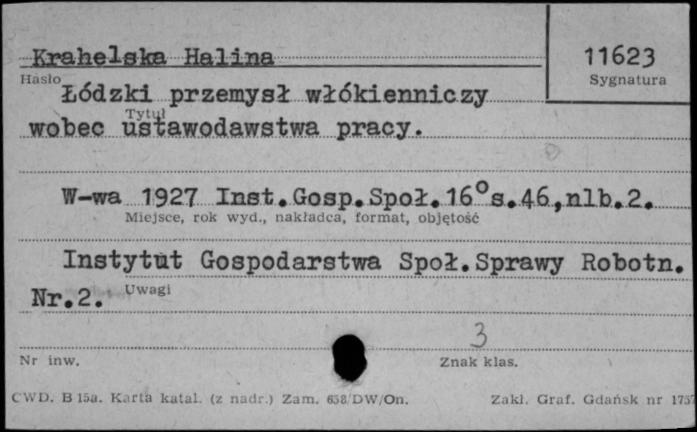 Krahelska Halina
11623
Hasło
Sygnatura
Łódzki przemysł włókienniczy
Tytuł
wobec ustawodawstwa pracy.
W-wa 1927 Inst.Gosp.Społ.16°s.46,nlb.2.
Miejsce, rok wyd., nakładca, format, objętość
Instytut Gospodarstwa Społ.Sprawy Robotn.
Nr.2.
Uwagi
3
Nr inw.
Znak klas.
CWD. B 15a. Karta katal. (z nadr.) Zam. 658/DW/On.
Zakł. Graf. Gdańsk nr